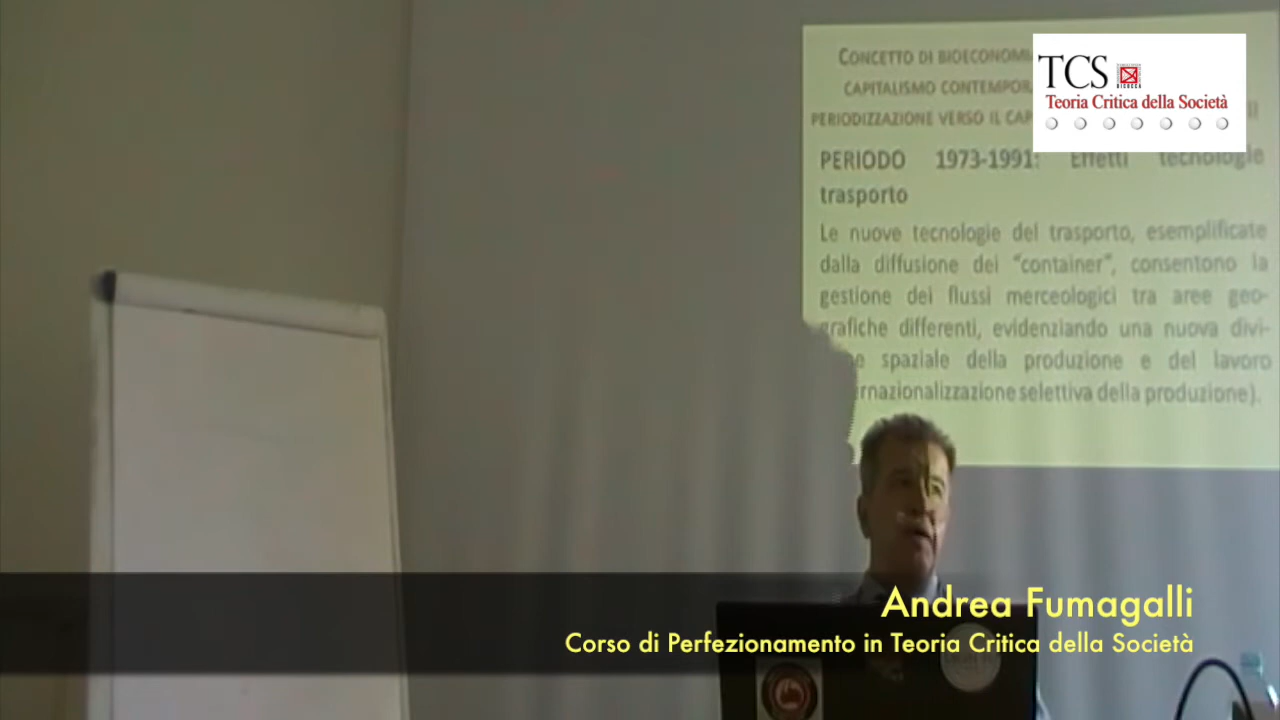 CONCETTO DI BIOECONOMI
CAPITALISMO CONTEMPOR
PERIODIZZAZIONE VERSO IL CAP
TCS
BICOCCA
Teoria Critica della Società
PERIODO 1973-1991: Effetti tecnologie
trasporto
Le nuove tecnologie del trasporto, esemplificate
dalla diffusione dei “container”, consentono la
gestione dei flussi merceologici tra aree geo-
grafiche differenti, evidenziando una nuova divi-
ne spaziale della produzione e del lavoro
rnazionalizzazione selettiva della produzione).
Andrea Fumagalli
Corso di Perfezionamento in Teoria Critica della Società